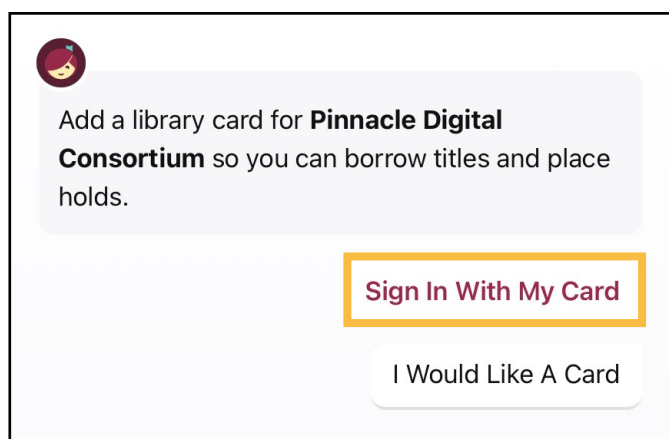 Add a library card for Pinnacle Digital
Consortium so you can borrow titles and place
holds.
Sign In With My Card
I Would Like A Card